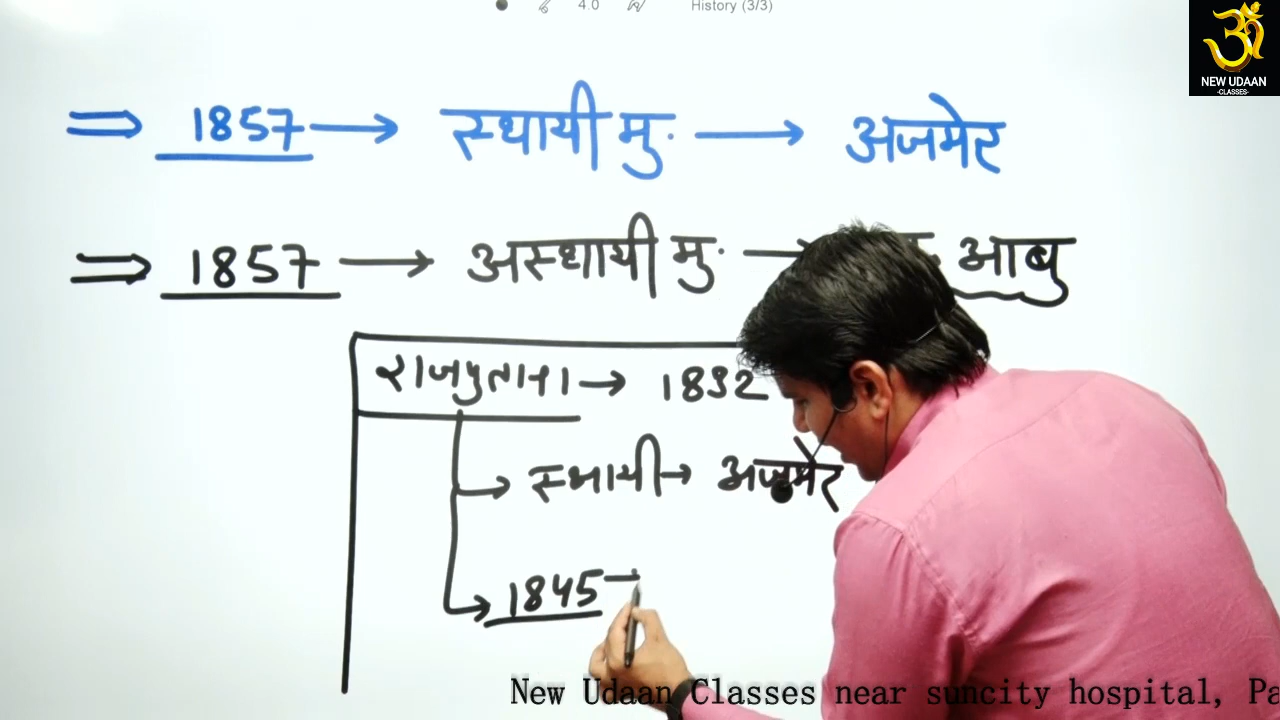 4.0 History (3/3)
NEW UDAAN
-CLASSES-
⇒ 1857 → स्थायी मु. → अजमेर
⇒ 1857 → अस्थायी मु. → आबु
राजपुताना → 1832
→ स्थायी → अजमेर
→ 1845 →
New Udaan Classes near suncity hospital, Pa